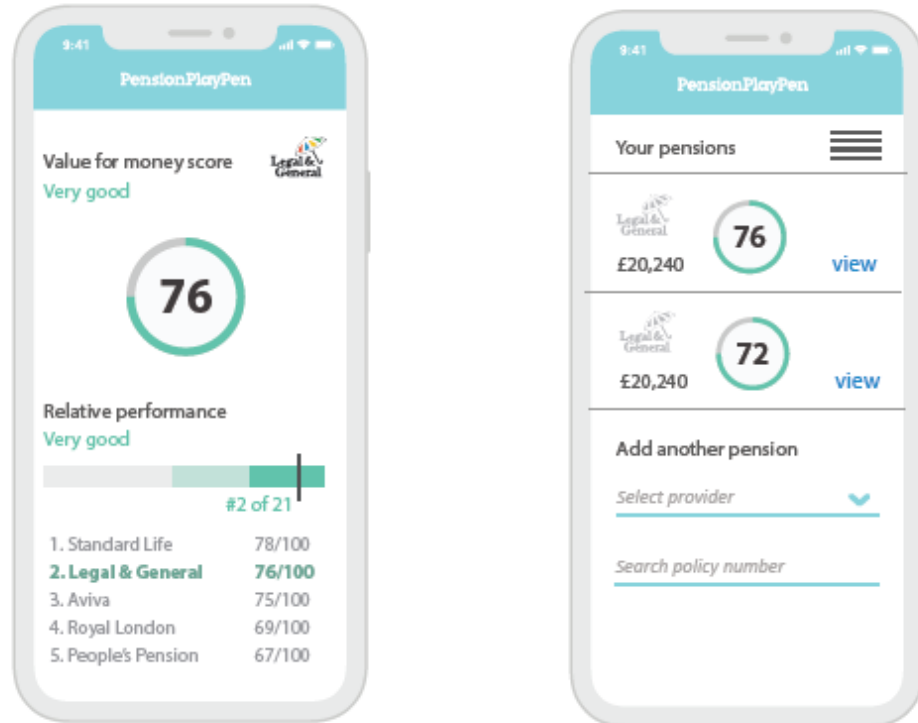 9:41
PensionPlayPen
Value for money score
Legal &
General
Very good
76
Relative performance
Very good
#2 of 21
1. Standard Life 78/100
2. Legal & General 76/100
3. Aviva 75/100
4. Royal London 69/100
5. People's Pension 67/100
9:41
PensionPlayPen
Your pensions
Legal &
General
76
£20,240
view
Legal &
General
72
£20,240
view
Add another pension
Select provider
Search policy number